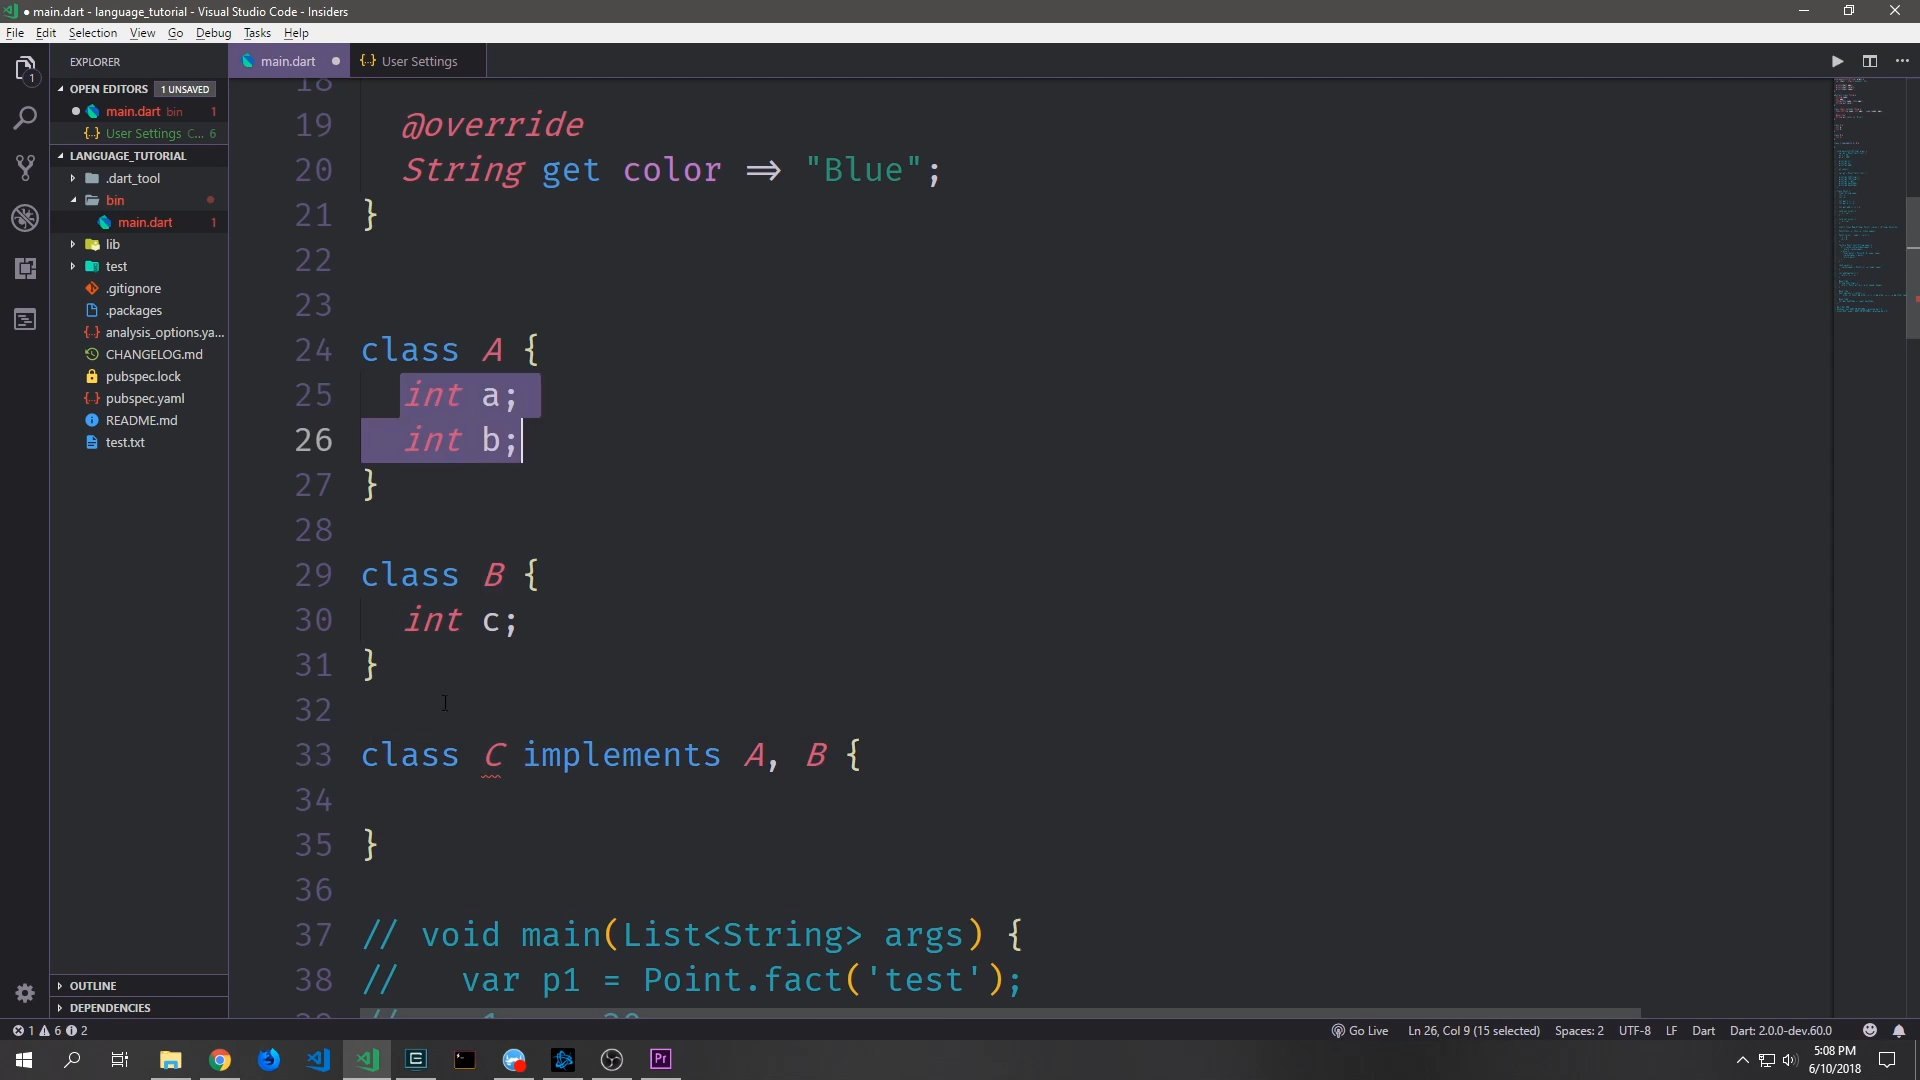 main.dart - language_tutorial - Visual Studio Code - Insiders
File Edit Selection View Go Debug Tasks Help
EXPLORER
main.dart
User Settings
OPEN EDITORS 1 UNSAVED
main.dart bin 1
User Settings C... 6
LANGUAGE_TUTORIAL
.dart_tool
bin
main.dart 1
lib
test
.gitignore
.packages
analysis_options.ya...
CHANGELOG.md
pubspec.lock
pubspec.yaml
README.md
test.txt
OUTLINE
DEPENDENCIES
18
19 @override
20 String get color => "Blue";
21 }
22
23
24 class A {
25 int a;
26 int b;
27 }
28
29 class B {
30 int c;
31 }
32
33 class C implements A, B {
34
35 }
36
37 // void main(List<String> args) {
38 // var p1 = Point.fact('test');
1 6 2
Go Live Ln 26, Col 9 (15 selected) Spaces: 2 UTF-8 LF Dart Dart: 2.0.0-dev.60.0
5:08 PM
6/10/2018